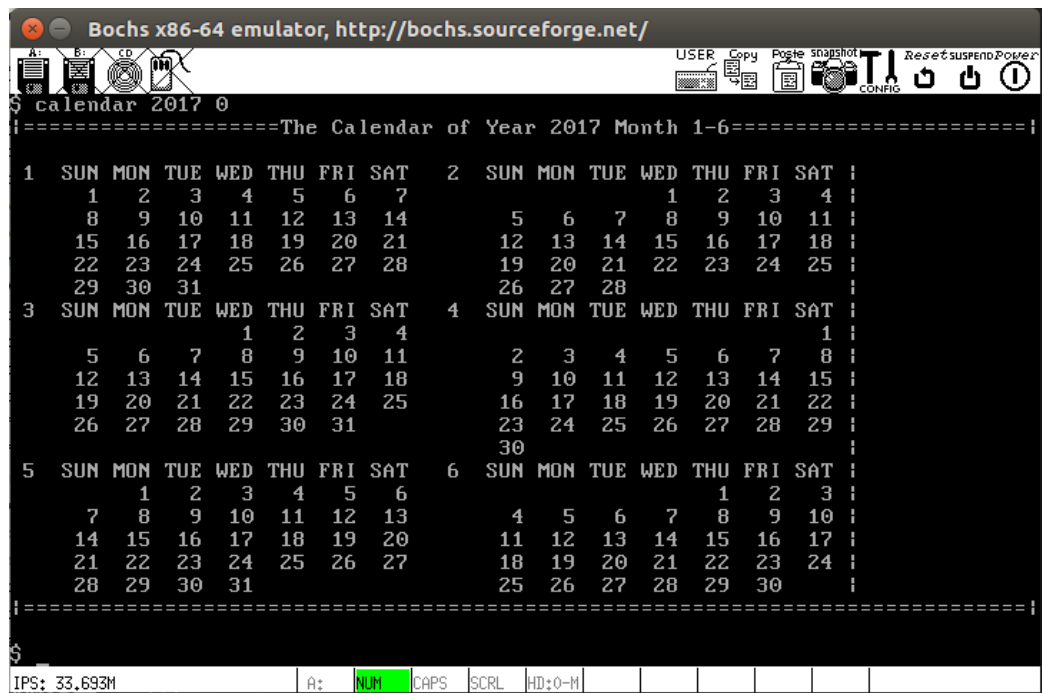 Bochs x86-64 emulator, http://bochs.sourceforge.net/
A: B: CD USER Copy Paste snapshot CONFIG Reset SUSPEND Power
$ calendar 2017 0
|====================The Calendar of Year 2017 Month 1-6=======================|
1 SUN MON TUE WED THU FRI SAT 2 SUN MON TUE WED THU FRI SAT |
1 2 3 4 5 6 7 1 2 3 4 |
8 9 10 11 12 13 14 5 6 7 8 9 10 11 |
15 16 17 18 19 20 21 12 13 14 15 16 17 18 |
22 23 24 25 26 27 28 19 20 21 22 23 24 25 |
29 30 31 26 27 28 |
3 SUN MON TUE WED THU FRI SAT 4 SUN MON TUE WED THU FRI SAT |
1 2 3 4 1 |
5 6 7 8 9 10 11 2 3 4 5 6 7 8 |
12 13 14 15 16 17 18 9 10 11 12 13 14 15 |
19 20 21 22 23 24 25 16 17 18 19 20 21 22 |
26 27 28 29 30 31 23 24 25 26 27 28 29 |
30 |
5 SUN MON TUE WED THU FRI SAT 6 SUN MON TUE WED THU FRI SAT |
1 2 3 4 5 6 1 2 3 |
7 8 9 10 11 12 13 4 5 6 7 8 9 10 |
14 15 16 17 18 19 20 11 12 13 14 15 16 17 |
21 22 23 24 25 26 27 18 19 20 21 22 23 24 |
28 29 30 31 25 26 27 28 29 30 |
|==============================================================================|
$ _
IPS: 33.693M A: NUM CAPS SCRL HD:0-M